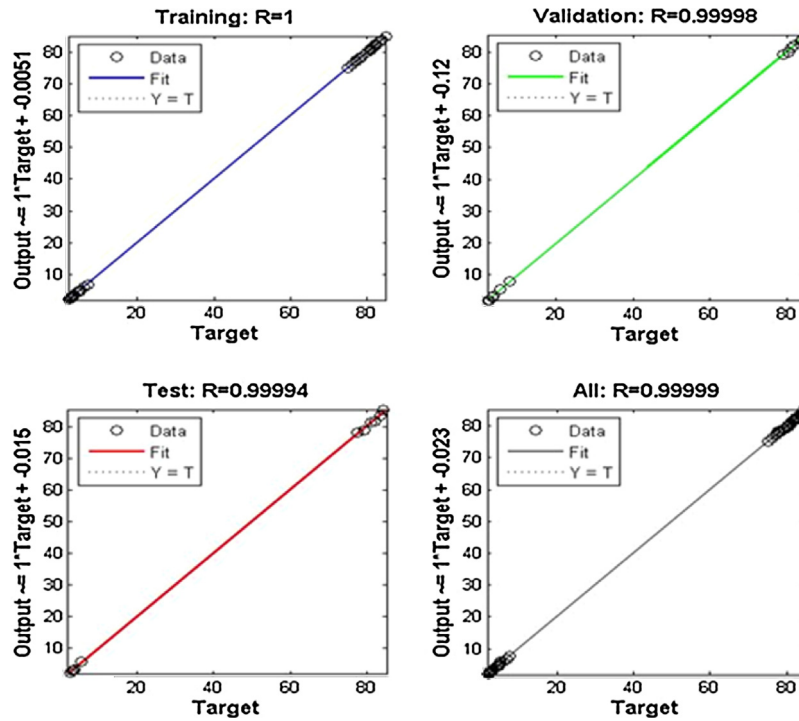 Training: R=1
Output ~= 1*Target + -0.0051
Data
Fit
Y = T
80
70
60
50
40
30
20
10
20
40
60
80
Target
Validation: R=0.99998
Output ~= 1*Target + -0.12
Data
Fit
Y = T
80
70
60
50
40
30
20
10
20
40
60
80
Target
Test: R=0.99994
Output ~= 1*Target + -0.015
Data
Fit
Y = T
80
70
60
50
40
30
20
10
20
40
60
80
Target
All: R=0.99999
Output ~= 1*Target + -0.023
Data
Fit
Y = T
80
70
60
50
40
30
20
10
20
40
60
80
Target